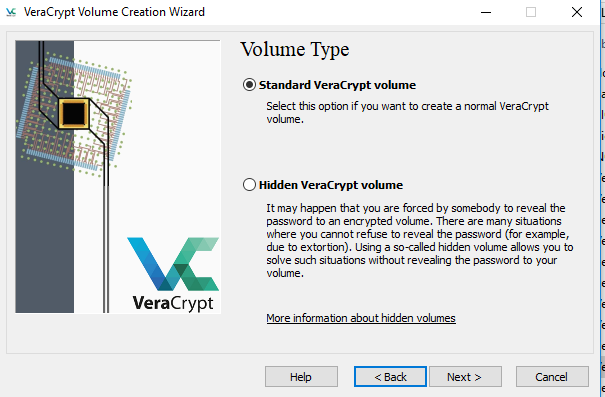 VeraCrypt Volume Creation Wizard
Volume Type
Standard VeraCrypt volume
Select this option if you want to create a normal VeraCrypt
volume.
Hidden VeraCrypt volume
It may happen that you are forced by somebody to reveal the
password to an encrypted volume. There are many situations
where you cannot refuse to reveal the password (for example,
due to extortion). Using a so-called hidden volume allows you to
solve such situations without revealing the password to your
volume.
More information about hidden volumes
VeraCrypt
Help
< Back
Next >
Cancel